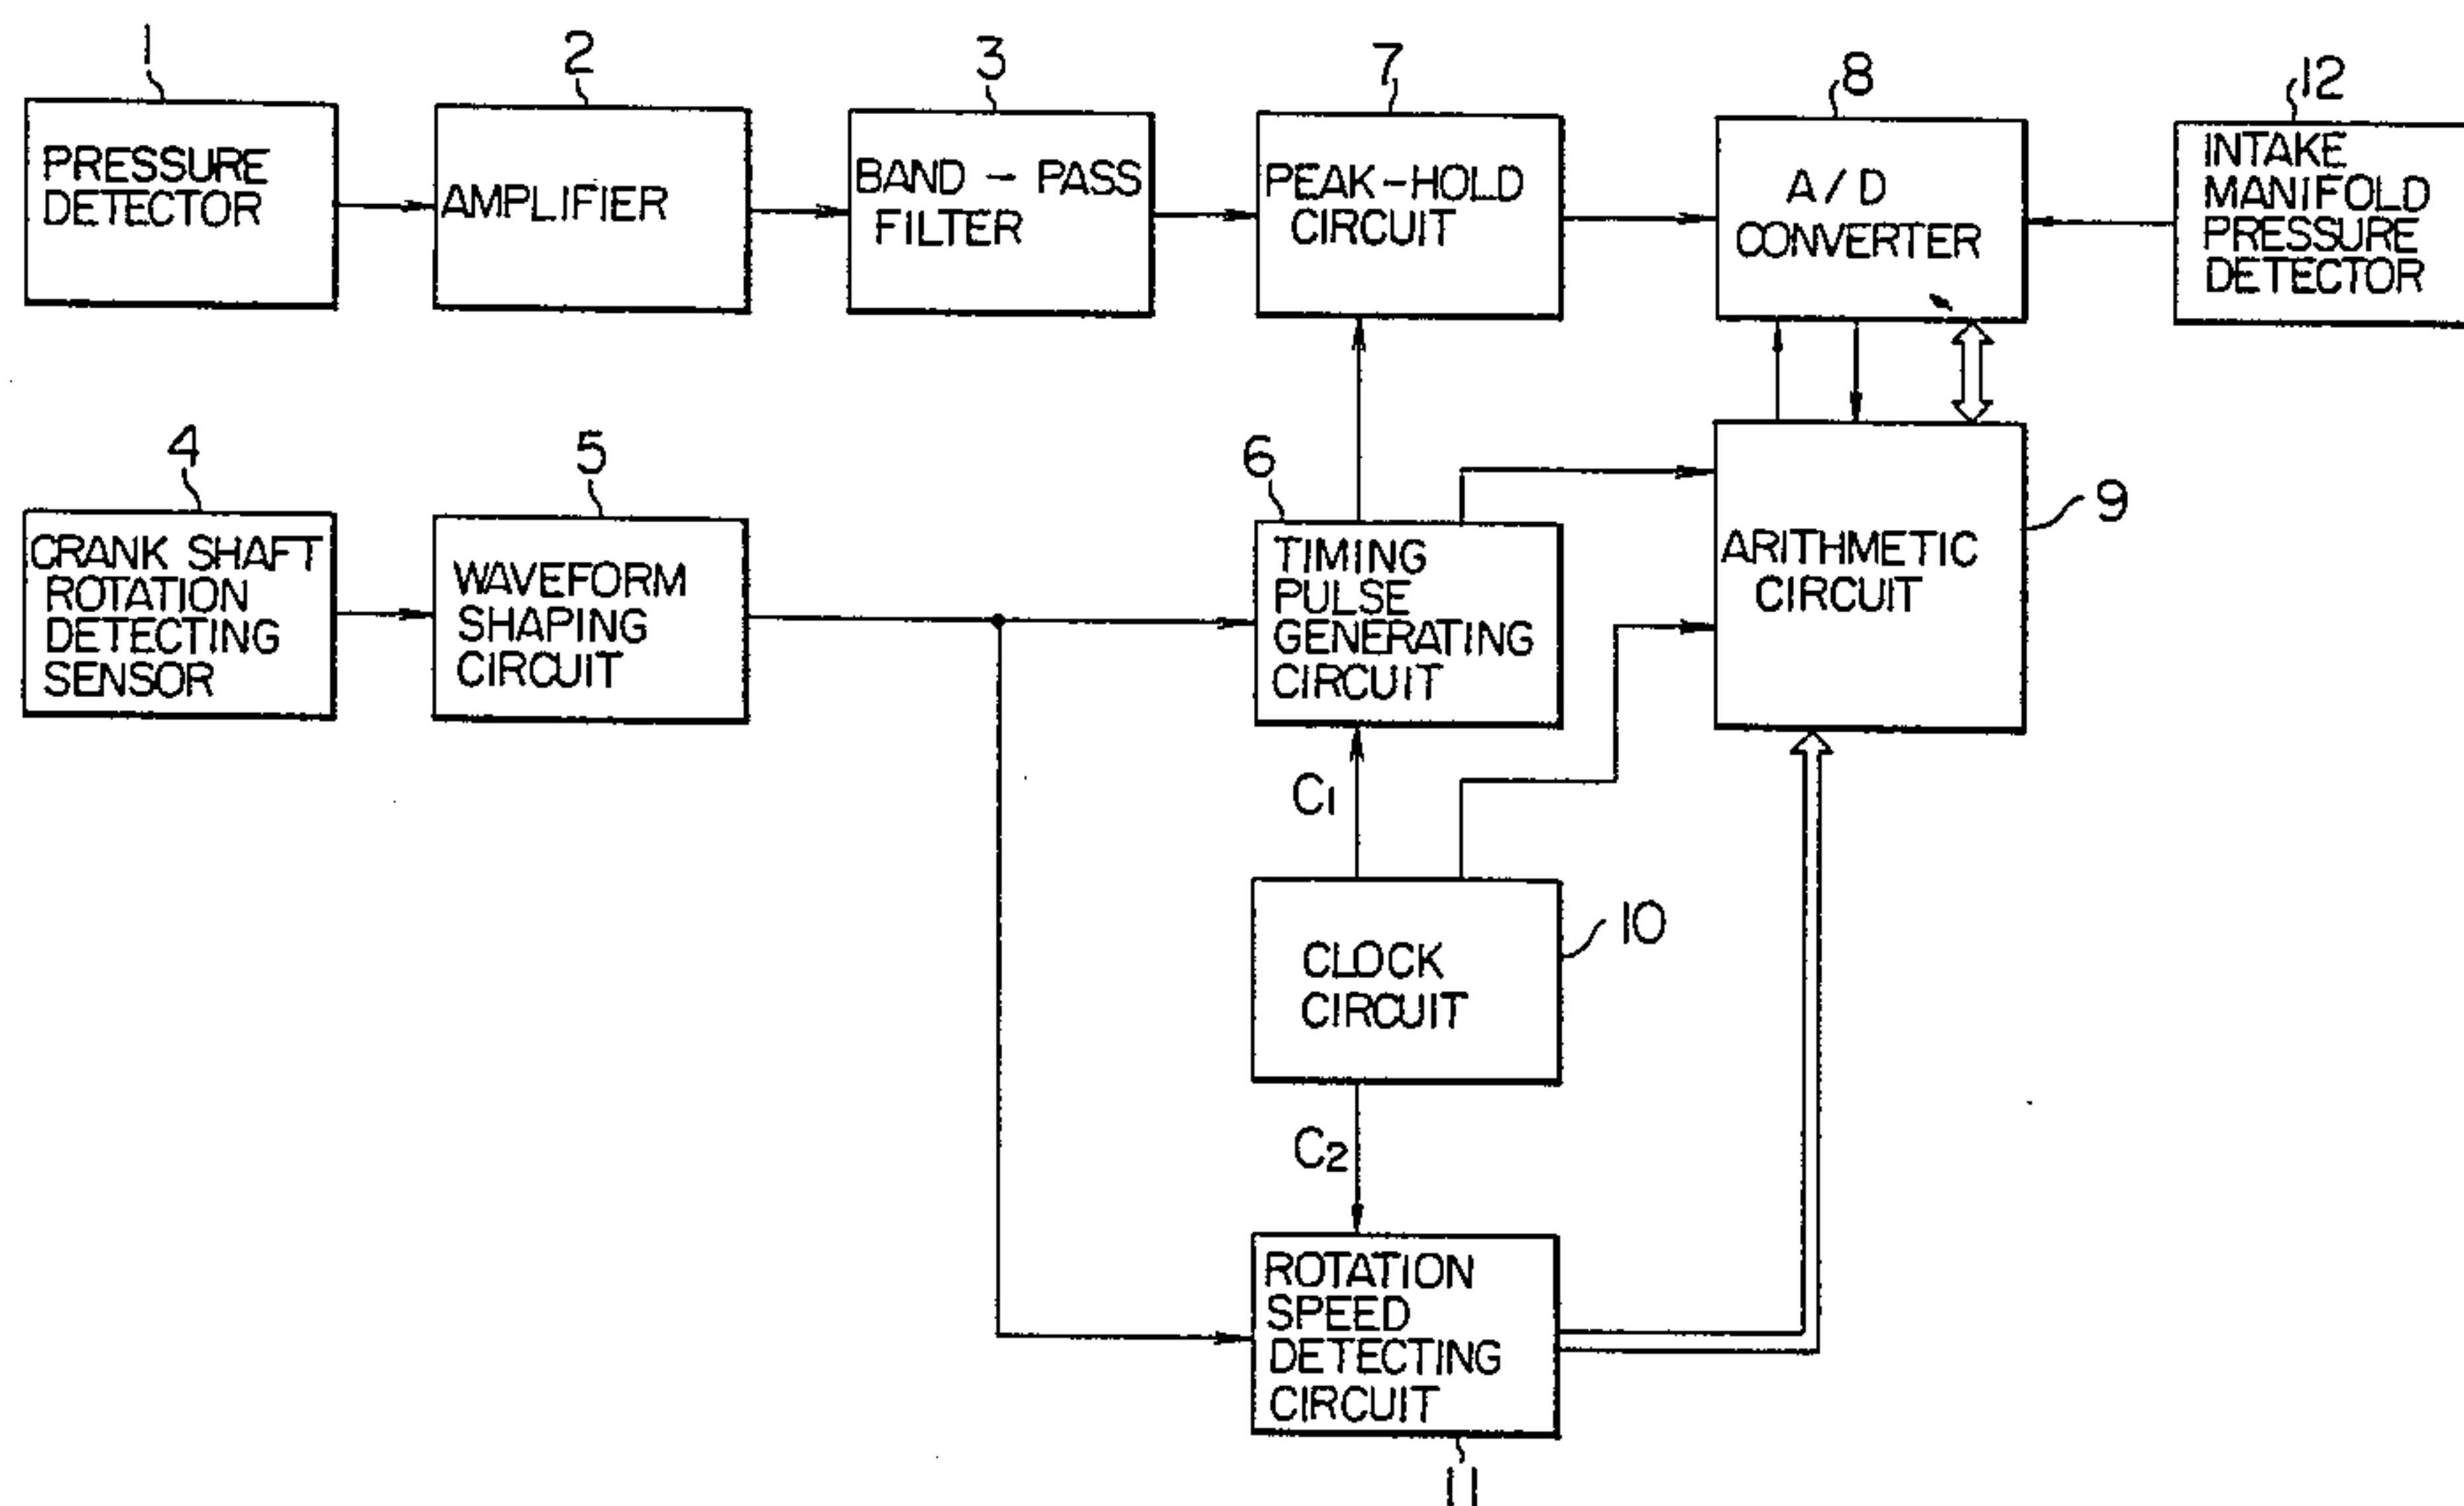 1
2
3
7
8
12
PRESSURE
DETECTOR
AMPLIFIER
BAND - PASS
FILTER
PEAK-HOLD
CIRCUIT
A/D
CONVERTER
INTAKE
MANIFOLD
PRESSURE
DETECTOR
4
5
6
9
CRANK SHAFT
ROTATION
DETECTING
SENSOR
WAVEFORM
SHAPING
CIRCUIT
TIMING
PULSE
GENERATING
CIRCUIT
ARITHMETIC
CIRCUIT
C1
10
CLOCK
CIRCUIT
C2
ROTATION
SPEED
DETECTING
CIRCUIT
11